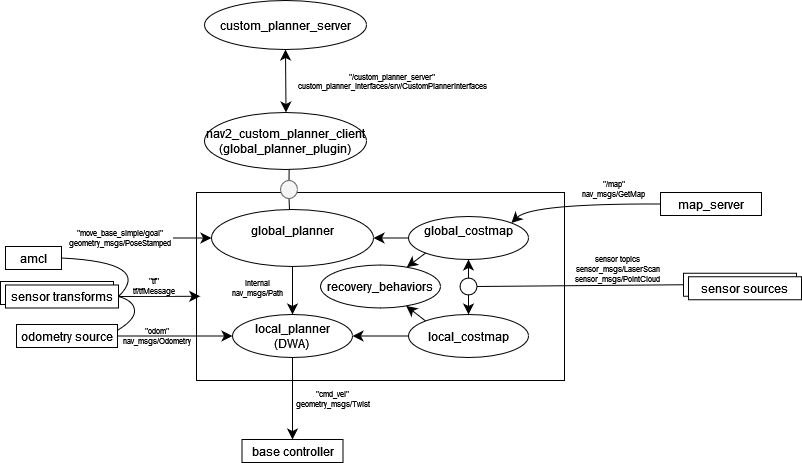 custom_planner_server
"/custom_planner_server"
custom_planner_interfaces/srv/CustomPlannerInterfaces
nav2_custom_planner_client
(global_planner_plugin)
"/map"
nav_msgs/GetMap
map_server
"move_base_simple/goal"
geometry_msgs/PoseStamped
global_planner
global_costmap
amcl
"tf"
tf/tfMessage
sensor transforms
internal
nav_msgs/Path
recovery_behaviors
sensor topics
sensor_msgs/LaserScan
sensor_msgs/PointCloud
sensor sources
odometry source
"odom"
nav_msgs/Odometry
local_planner
(DWA)
local_costmap
"cmd_vel"
geometry_msgs/Twist
base controller